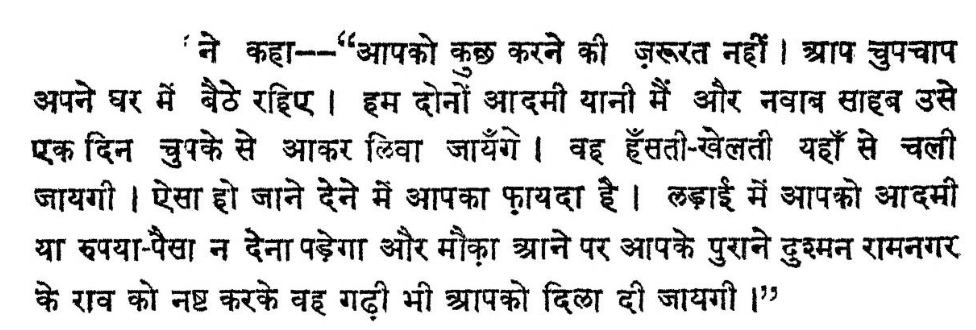 ने कहा—“आपको कुछ करने की ज़रूरत नहीं । आप चुपचाप
अपने घर में बैठे रहिए । हम दोनों आदमी यानी मैं और नवाब साहब उसे
एक दिन चुपके से आकर लिवा जायँगे । वह हँसती-खेलती यहाँ से चली
जायगी । ऐसा हो जाने देने में आपका फ़ायदा है । लड़ाई में आपको आदमी
या रुपया-पैसा न देना पड़ेगा और मौक़ा आने पर आपके पुराने दुश्मन रामनगर
के राव को नष्ट करके वह गढ़ी भी आपको दिला दी जायगी ।”